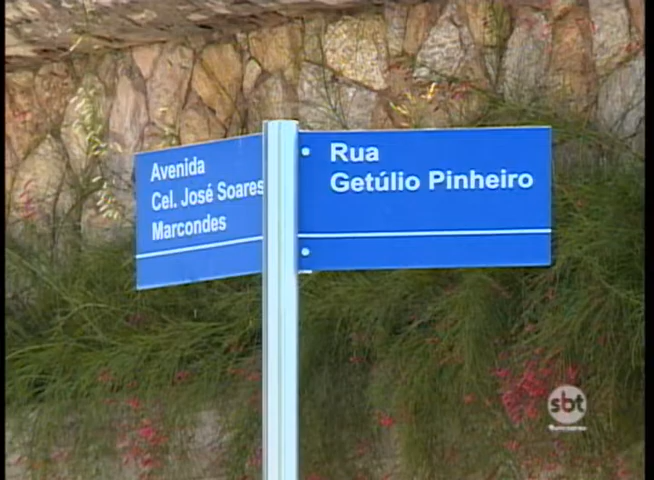 Avenida
Cel. José Soares
Marcondes
Rua
Getúlio Pinheiro
sbt